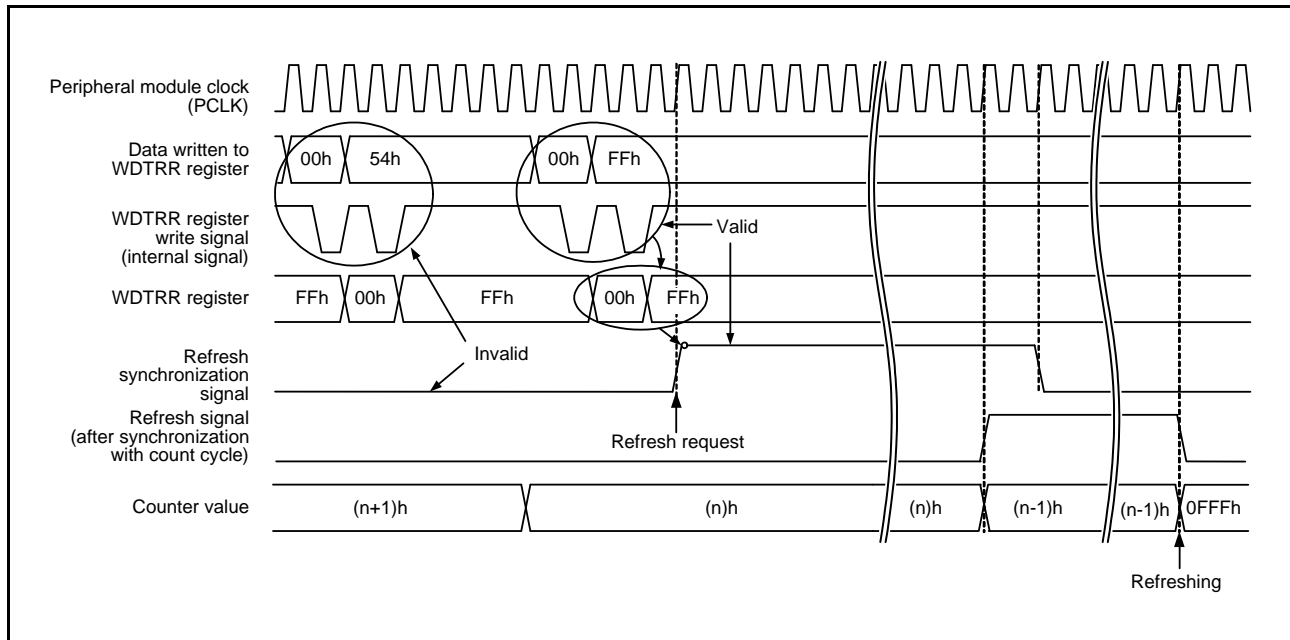 Peripheral module clock
(PCLK)
Data written to
WDTRR register
00h
54h
00h
FFh
WDTRR register
write signal
(internal signal)
Valid
WDTRR register
FFh
00h
FFh
00h
FFh
Invalid
Refresh
synchronization
signal
Refresh request
Refresh signal
(after synchronization
with count cycle)
Counter value
(n+1)h
(n)h
(n)h
(n-1)h
(n-1)h
0FFFh
Refreshing